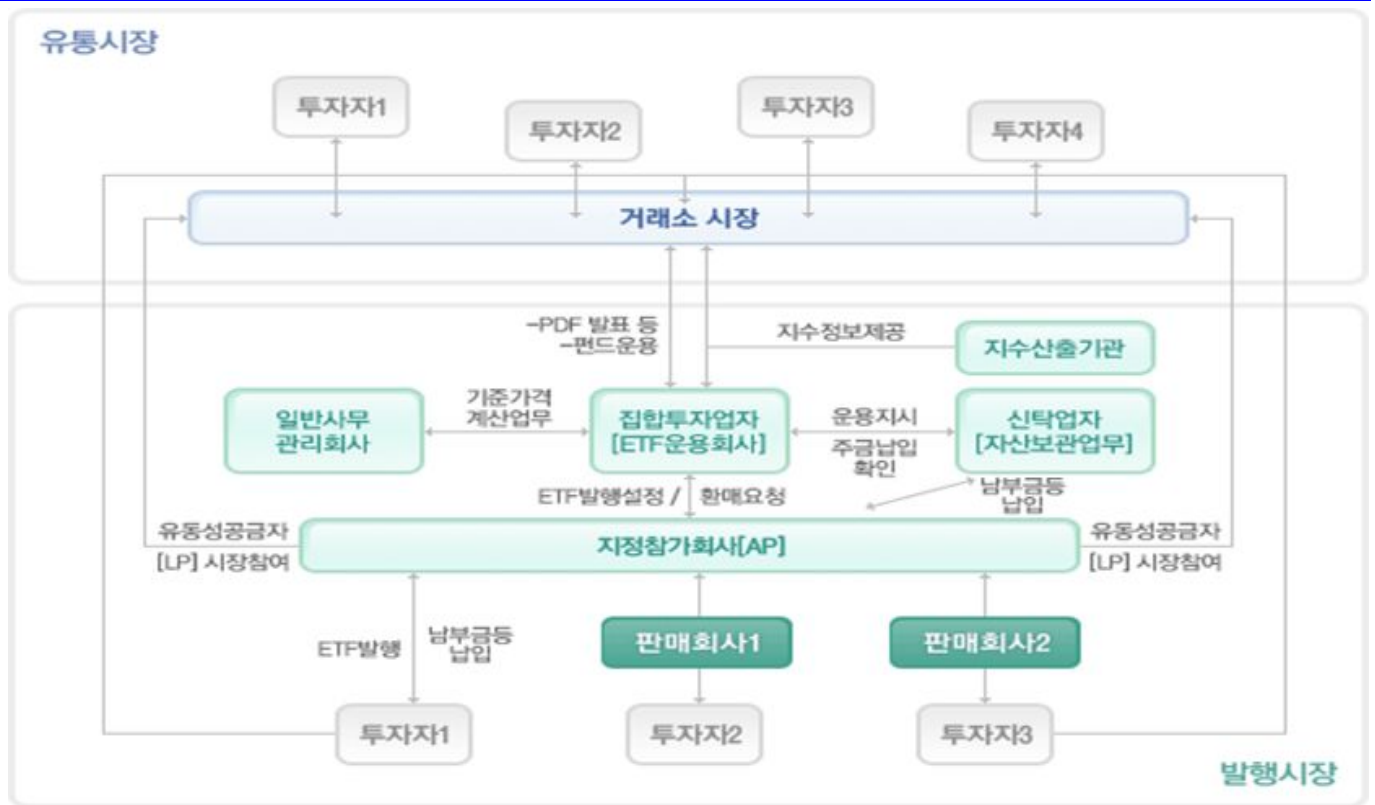 유통시장
투자자1
투자자2
투자자3
투자자4
거래소 시장
-PDF 발표 등
-펀드운용
지수정보제공
지수산출기관
일반사무
관리회사
기준가격
계산업무
집합투자업자
[ETF운용회사]
운용지시
주금납입
확인
신탁업자
[자산보관업무]
ETF발행설정 / 환매요청
남부금등
납입
유동성공급자
[LP] 시장참여
지정참가회사[AP]
유동성공급자
[LP] 시장참여
ETF발행
남부금등
납입
판매회사1
판매회사2
투자자1
투자자2
투자자3
발행시장